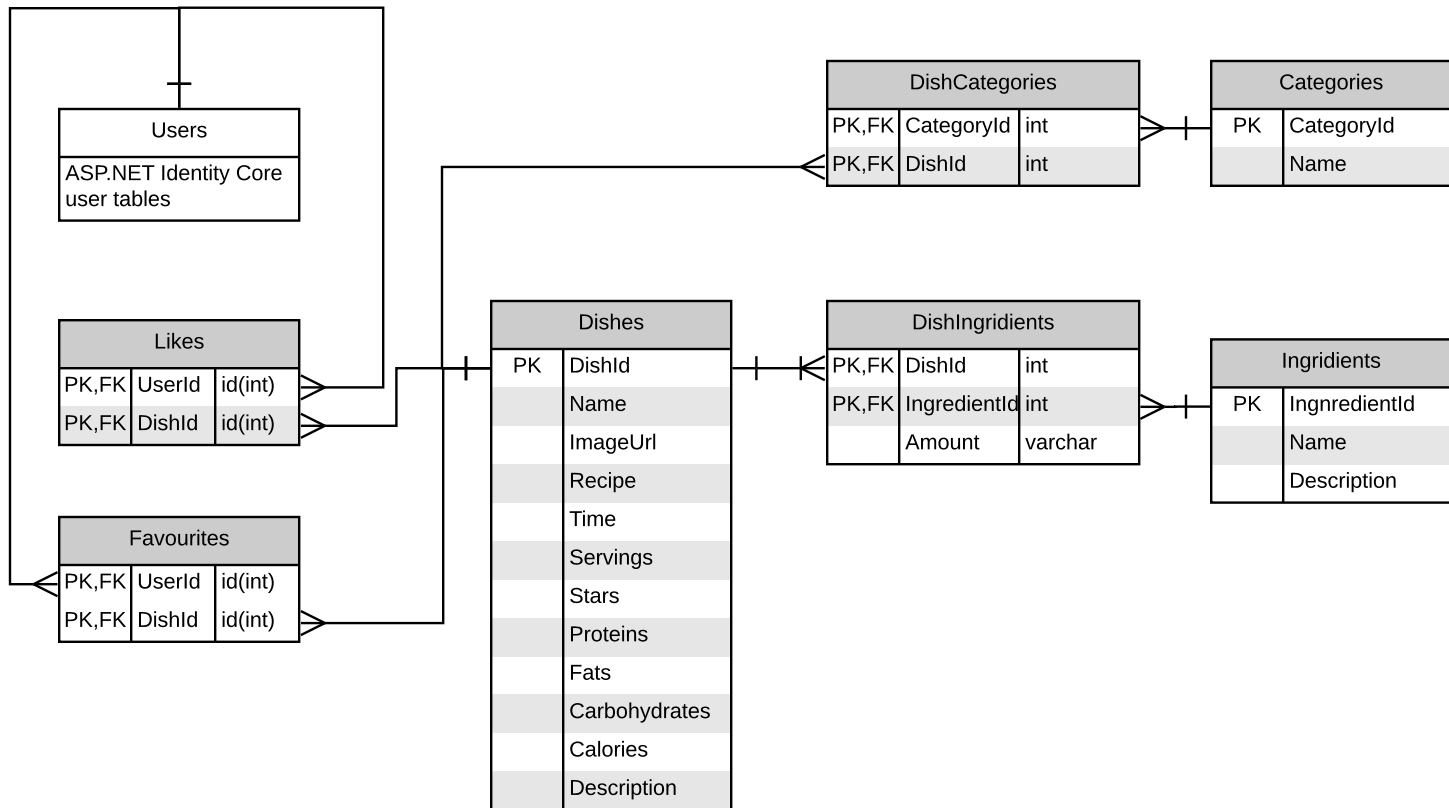 Users
ASP.NET Identity Core
user tables
Likes
PK,FK UserId id(int)
PK,FK DishId id(int)
Favourites
PK,FK UserId id(int)
PK,FK DishId id(int)
Dishes
PK DishId
Name
ImageUrl
Recipe
Time
Servings
Stars
Proteins
Fats
Carbohydrates
Calories
Description
DishCategories
PK,FK CategoryId int
PK,FK DishId int
Categories
PK CategoryId
Name
DishIngridients
PK,FK DishId int
PK,FK IngredientId int
Amount varchar
Ingridients
PK IngnredientId
Name
Description